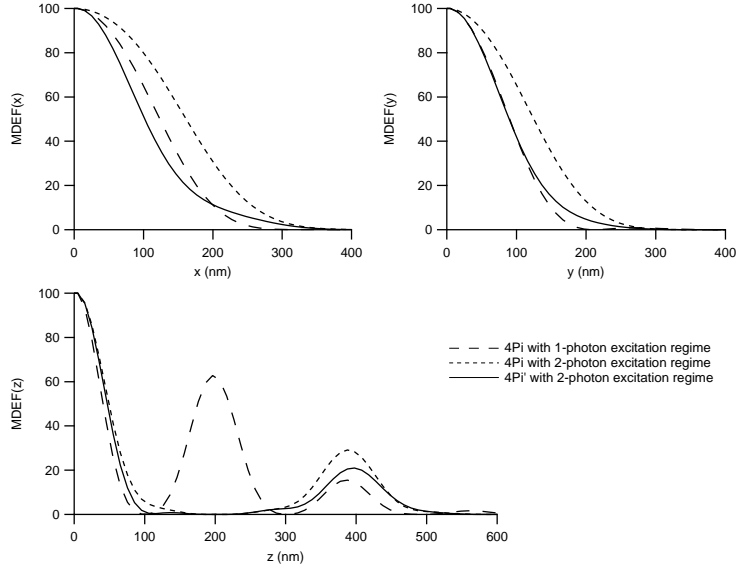 MDEF(x)
100
80
60
40
20
0
0 100 200 300 400
x (nm)
MDEF(y)
100
80
60
40
20
0
0 100 200 300 400
y (nm)
MDEF(z)
100
80
60
40
20
0
0 100 200 300 400 500 600
z (nm)
4Pi with 1-photon excitation regime
4Pi with 2-photon excitation regime
4Pi' with 2-photon excitation regime